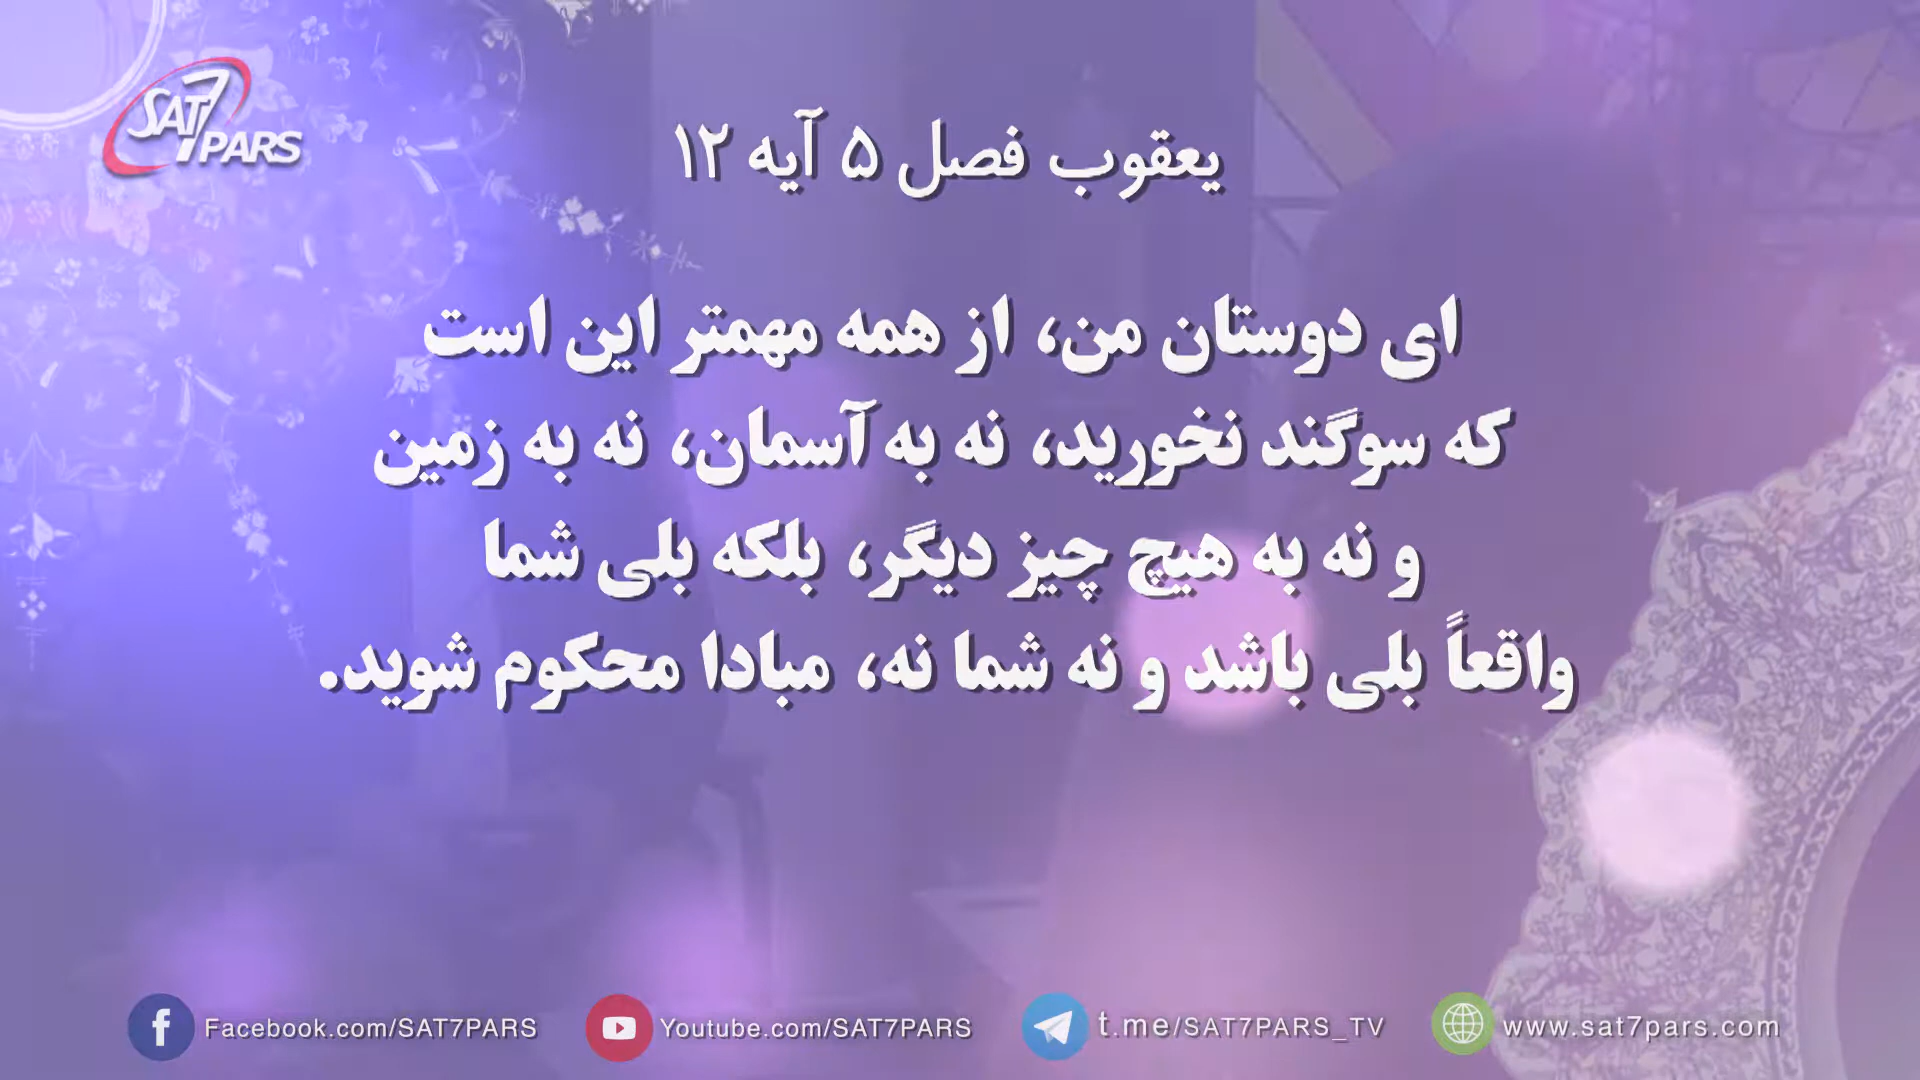 SAT7 PARS
یعقوب فصل ۵ آیه ۱۲
ای دوستان من، از همه مهمتر این است
که سوگند نخورید، نه به آسمان، نه به زمین
و نه به هیچ چیز دیگر، بلکه بلی شما
واقعاً بلی باشد و نه شما نه، مبادا محکوم شوید.
Facebook.com/SAT7PARS
Youtube.com/SAT7PARS
t.me/SAT7PARS_TV
www.sat7pars.com